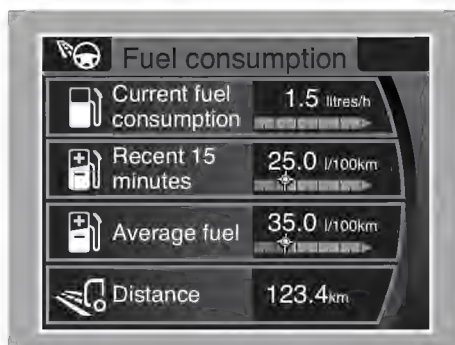 Fuel consumption
Current fuel
consumption
1.5 litres/h
Recent 15
minutes
25.0 l/100km
Average fuel
35.0 l/100km
Distance
123.4km